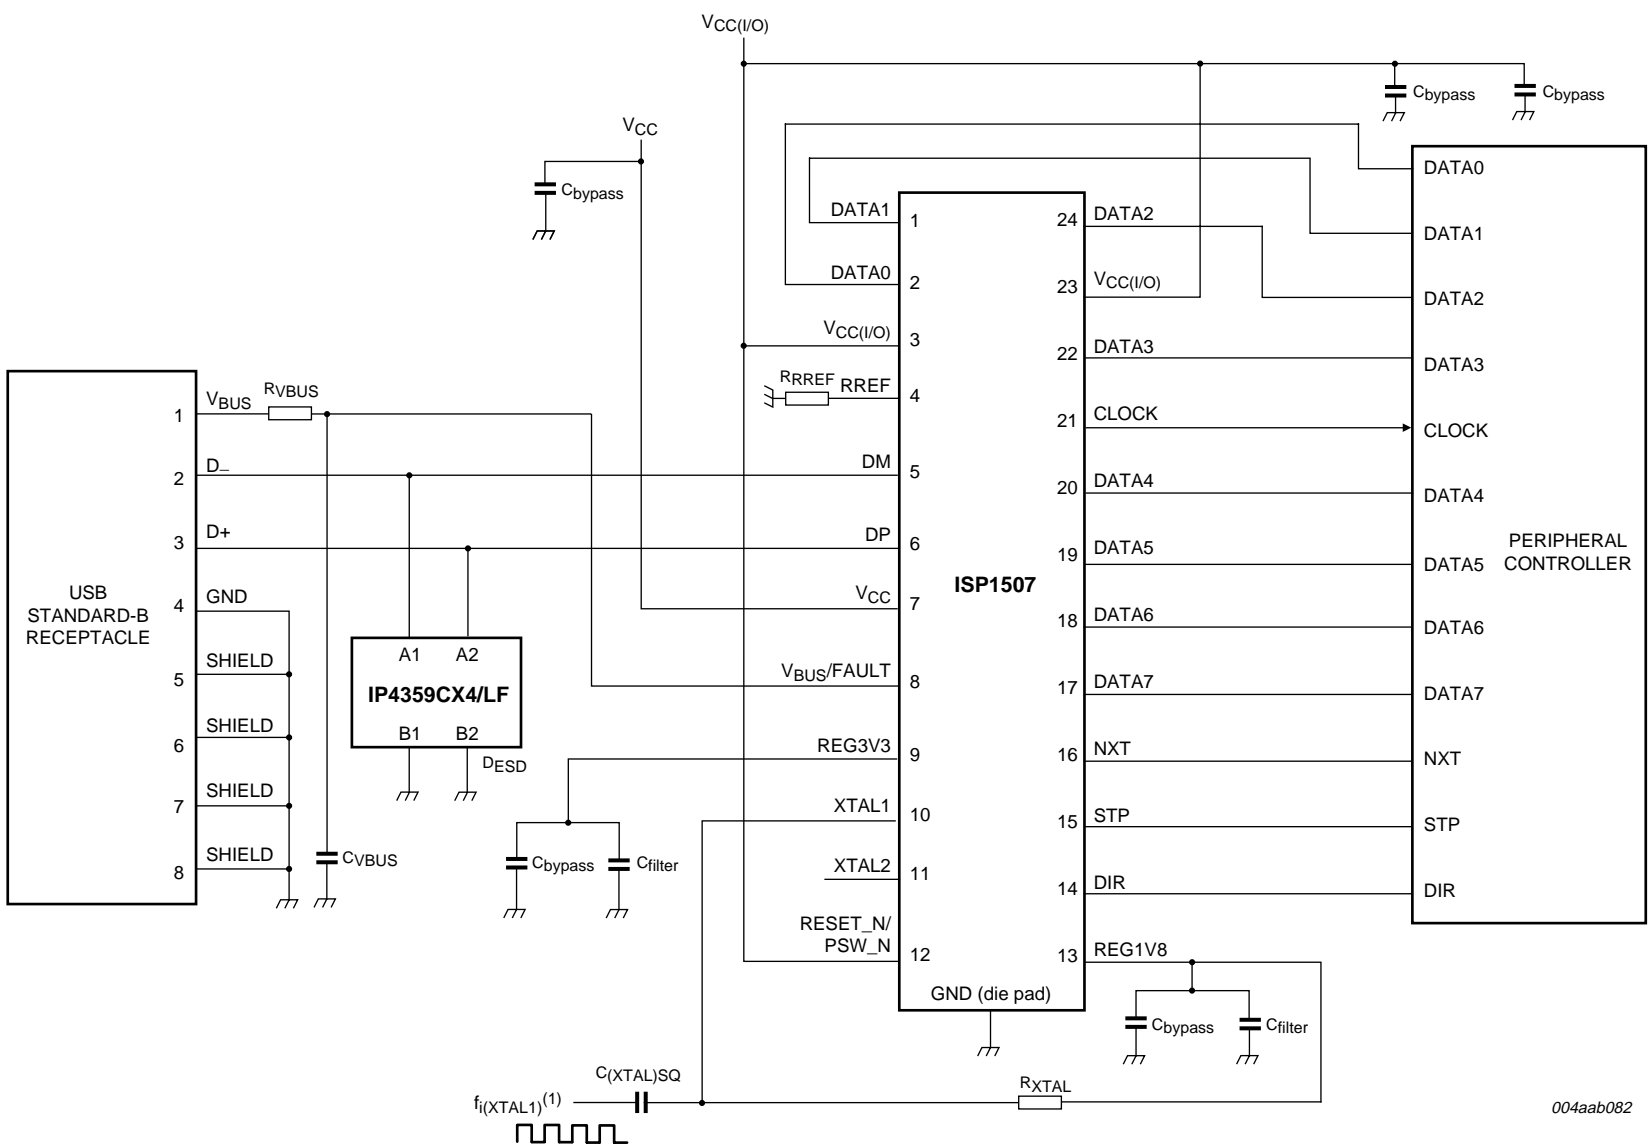 VCC(I/O)
Cbypass
Cbypass
VCC
Cbypass
USB
STANDARD-B
RECEPTACLE
1
2
3
4
5
6
7
8
VBUS
RVBUS
D–
D+
GND
SHIELD
SHIELD
SHIELD
SHIELD
CVBUS
A1 A2
IP4359CX4/LF
B1 B2
DESD
Cbypass
Cfilter
DATA1
DATA0
VCC(I/O)
RRREF
RREF
DM
DP
VCC
VBUS/FAULT
REG3V3
XTAL1
XTAL2
RESET_N/
PSW_N
1
2
3
4
5
6
7
8
9
10
11
12
ISP1507
GND (die pad)
24
23
22
21
20
19
18
17
16
15
14
13
DATA2
VCC(I/O)
DATA3
CLOCK
DATA4
DATA5
DATA6
DATA7
NXT
STP
DIR
REG1V8
Cbypass
Cfilter
DATA0
DATA1
DATA2
DATA3
CLOCK
DATA4
DATA5
DATA6
DATA7
NXT
STP
DIR
PERIPHERAL
CONTROLLER
C(XTAL)SQ
fi(XTAL1)(1)
RXTAL
004aab082